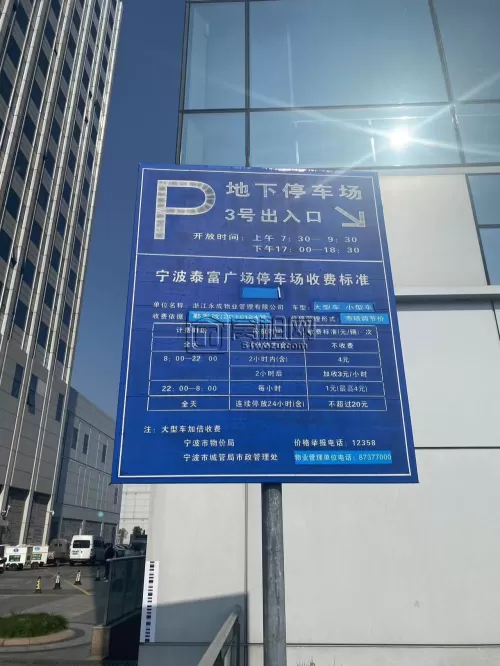 P 地下停车场
3号出入口
开放时间：上午 7：30—9：30
下午17：00—18：30
宁波泰富广场停车场收费标准
单位名称：浙江永成物业管理有限公司 车型：大型车 小型车
收费依据： 形式：市场调节价
计费时段 收费标准(元/辆·次
全天 不收费
8：00—22：00 2小时内(含) 4元
2小时后 加收3元/小时
22：00—8：00 每小时 1元(最高4元)
全天 连续停放24小时(含) 不超过20元
注：大型车加倍收费
宁波市物价局 价格举报电话：12358
宁波市城管局市政管理处 物业管理单位电话：87377000